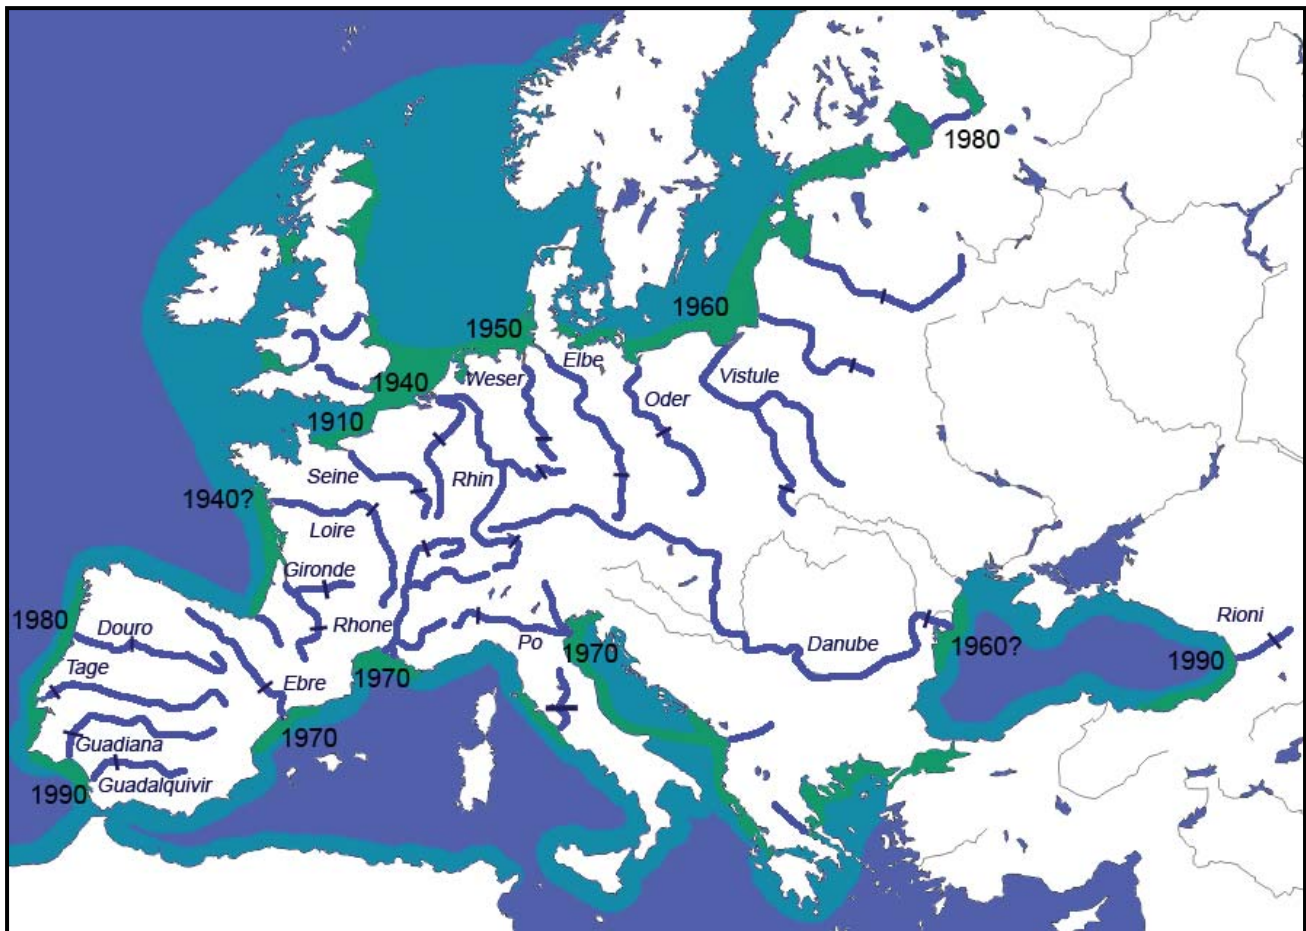 1980
1960
1950
Elbe
Weser
Vistule
1940
Oder
1910
Seine
Rhin
1940?
Loire
Gironde
Rioni
1980
Douro
Rhone
Po
Danube
1960?
1970
1990
Tage
Ebre
1970
1970
Guadiana
Guadalquivir
1990